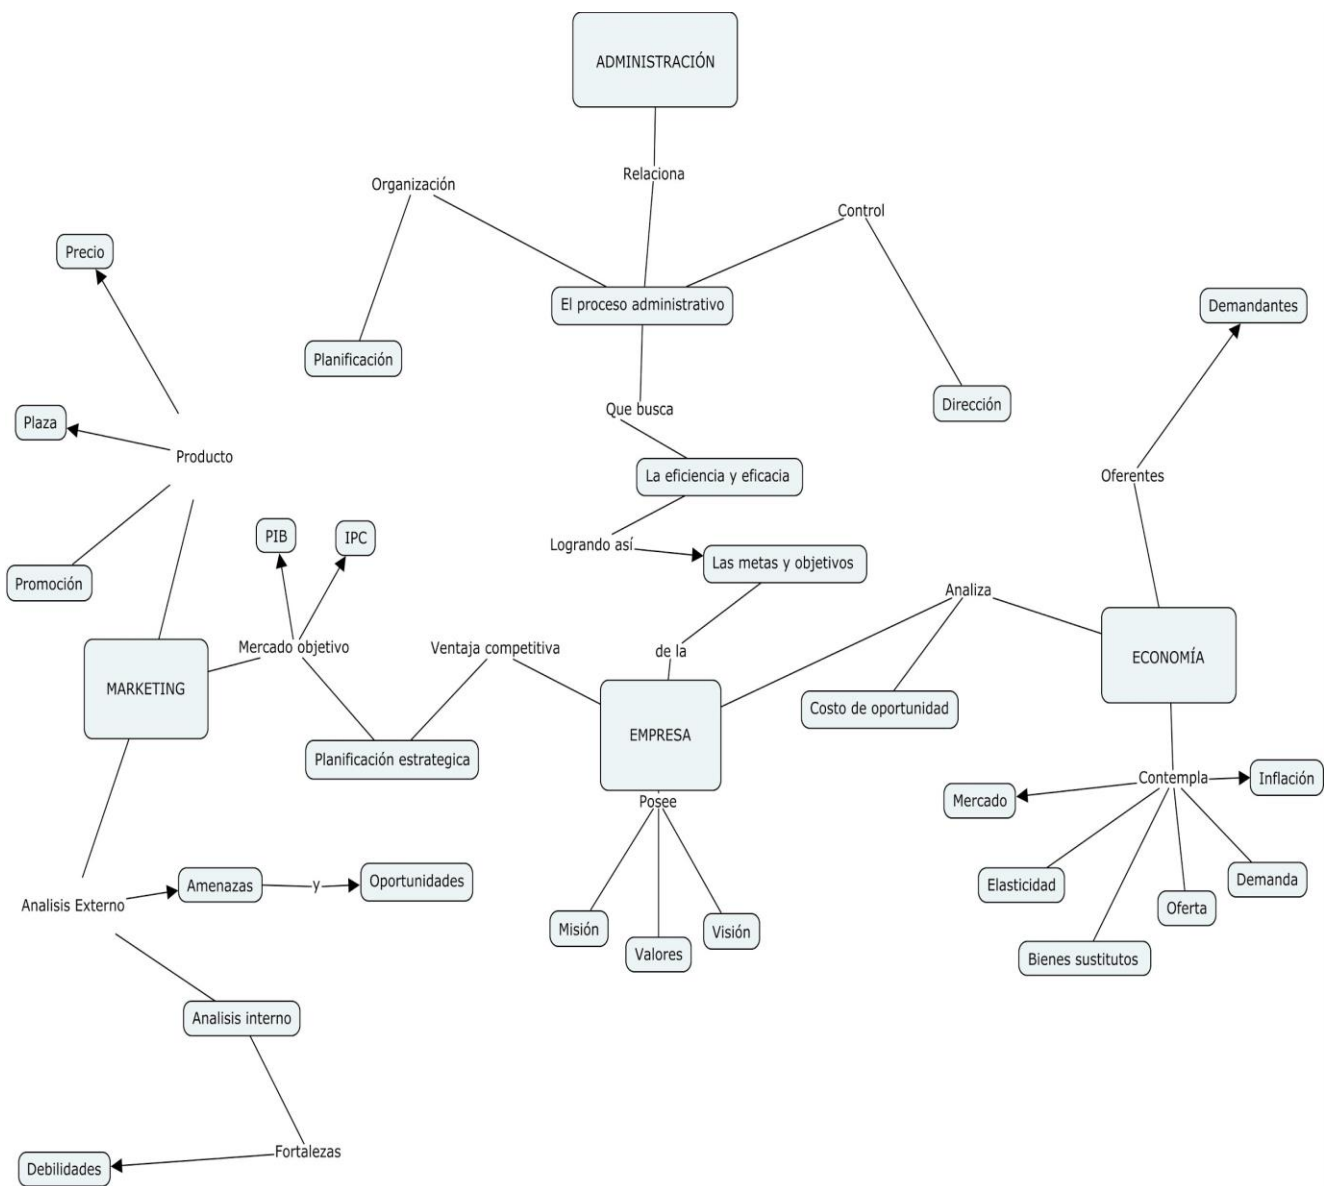 ADMINISTRACIÓN
Relaciona
Organización
Control
Precio
El proceso administrativo
Demandantes
Planificación
Dirección
Que busca
Plaza
Producto
La eficiencia y eficacia
Oferentes
PIB
IPC
Logrando así
Las metas y objetivos
Promoción
Analiza
Mercado objetivo
Ventaja competitiva
de la
ECONOMÍA
MARKETING
Costo de oportunidad
EMPRESA
Planificación estrategica
Contempla
Inflación
Mercado
Posee
Amenazas
y
Oportunidades
Elasticidad
Demanda
Analisis Externo
Oferta
Misión
Visión
Valores
Bienes sustitutos
Analisis interno
Fortalezas
Debilidades